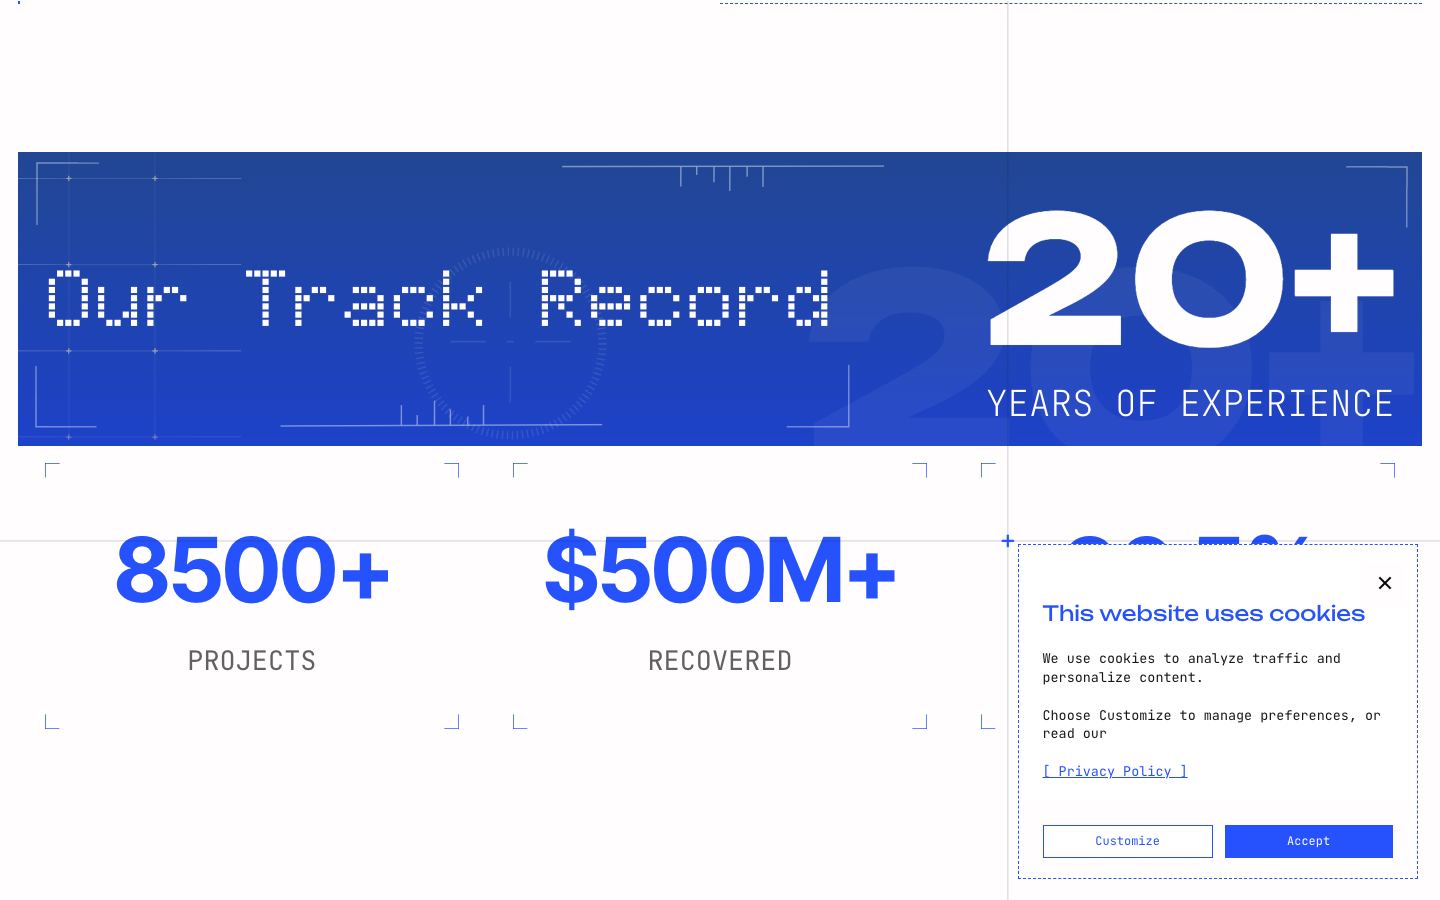 Our Track Record
20+
YEARS OF EXPERIENCE
8500+
PROJECTS
$500M+
RECOVERED
This website uses cookies
We use cookies to analyze traffic and
personalize content.
Choose Customize to manage preferences, or
read our
[ Privacy Policy ]
Customize
Accept